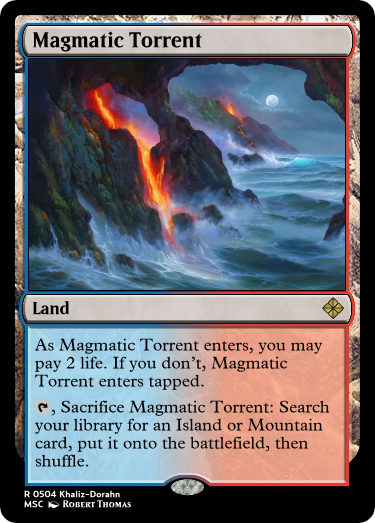 Magmatic Torrent
Land
As Magmatic Torrent enters, you may
pay 2 life. If you don't, Magmatic
Torrent enters tapped.
, Sacrifice Magmatic Torrent: Search
your library for an Island or Mountain
card, put it onto the battlefield, then
shuffle.
R 0504 Khaliz-Dorahn
MSC Robert Thomas